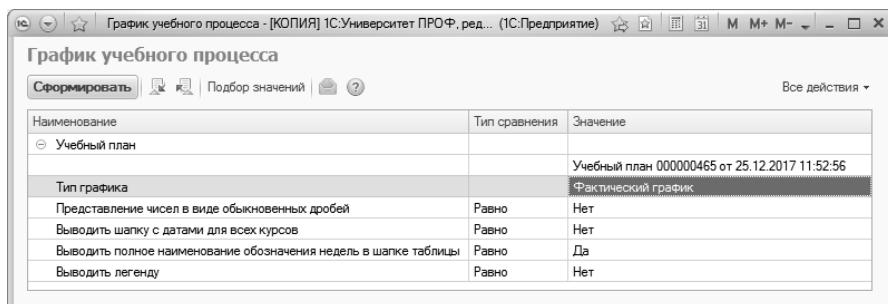 График учебного процесса - [КОПИЯ] 1С:Университет ПРОФ, ред... (1С:Предприятие) 31 M M+ M-
График учебного процесса
Сформировать Подбор значений ? Все действия
Наименование Тип сравнения Значение
Учебный план
Учебный план 000000465 от 25.12.2017 11:52:56
Тип графика Фактический график
Представление чисел в виде обыкновенных дробей Равно Нет
Выводить шапку с датами для всех курсов Равно Нет
Выводить полное наименование обозначения недель в шапке таблицы Равно Да
Выводить легенду Равно Нет